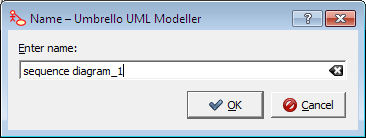 Name – Umbrello UML Modeller
Enter name:
sequence diagram_1
OK
Cancel